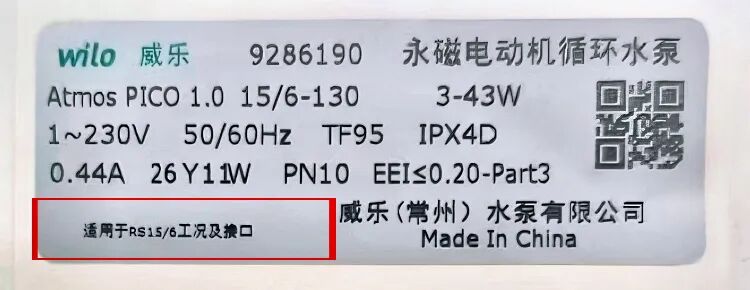 wilo 威乐 9286190 永磁电动机循环水泵
Atmos PICO 1.0 15/6-130 3-43W
1~230V 50/60Hz TF95 IPX4D
0.44A 26Y11W PN10 EEI≤0.20-Part3
适用于RS15/6工况及接口
威乐(常州)水泵有限公司
Made In China